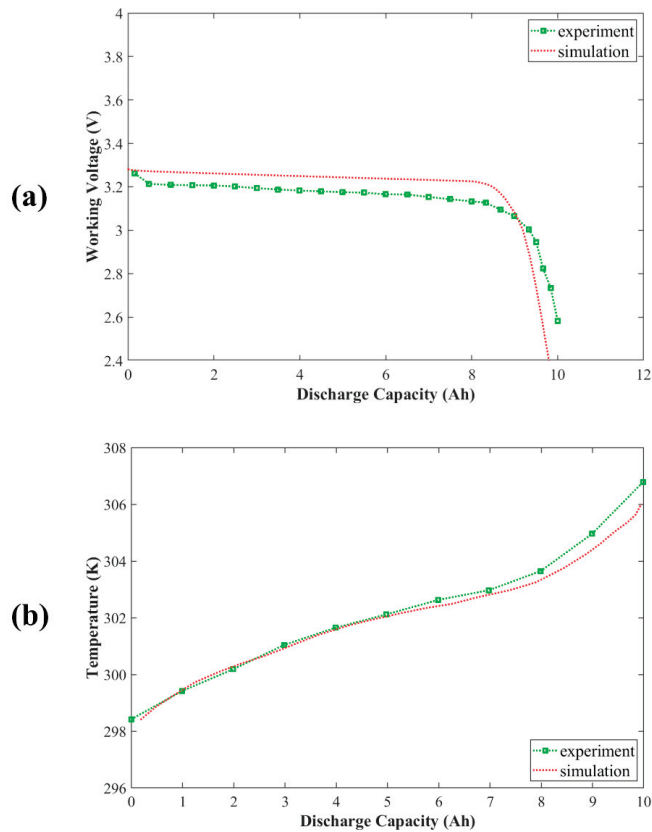 (a)
4
3.8
3.6
3.4
3.2
3
2.8
2.6
2.4
Working Voltage (V)
0 2 4 6 8 10 12
Discharge Capacity (Ah)
experiment
simulation
(b)
308
306
304
302
300
298
296
Temperature (K)
0 1 2 3 4 5 6 7 8 9 10
Discharge Capacity (Ah)
experiment
simulation